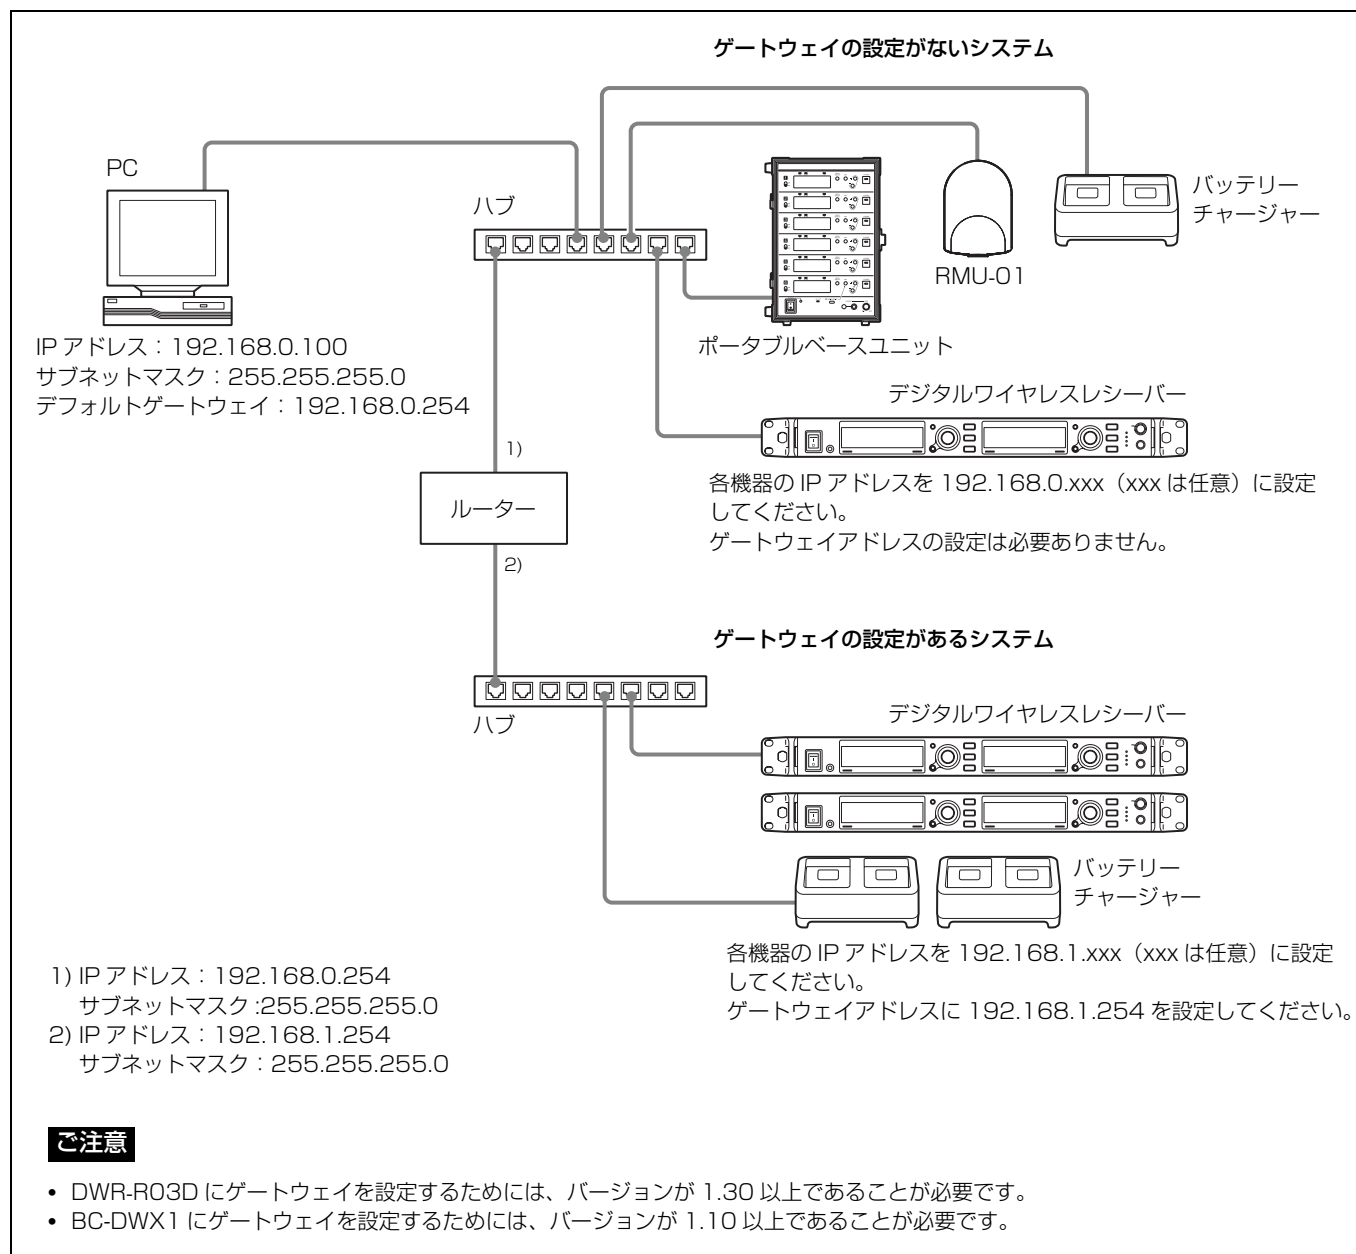 ゲートウェイの設定がないシステム
PC
ハブ
バッテリー
チャージャー
RMU-01
IP アドレス：192.168.0.100
サブネットマスク：255.255.255.0
デフォルトゲートウェイ：192.168.0.254
ポータブルベースユニット
デジタルワイヤレスレシーバー
1)
各機器の IP アドレスを 192.168.0.xxx（xxx は任意）に設定
してください。
ゲートウェイアドレスの設定は必要ありません。
ルーター
2)
ゲートウェイの設定があるシステム
ハブ
デジタルワイヤレスレシーバー
バッテリー
チャージャー
各機器の IP アドレスを 192.168.1.xxx（xxx は任意）に設定
してください。
ゲートウェイアドレスに 192.168.1.254 を設定してください。
1) IP アドレス：192.168.0.254
サブネットマスク:255.255.255.0
2) IP アドレス：192.168.1.254
サブネットマスク：255.255.255.0
ご注意
• DWR-R03D にゲートウェイを設定するためには、バージョンが 1.30 以上であることが必要です。
• BC-DWX1 にゲートウェイを設定するためには、バージョンが 1.10 以上であることが必要です。